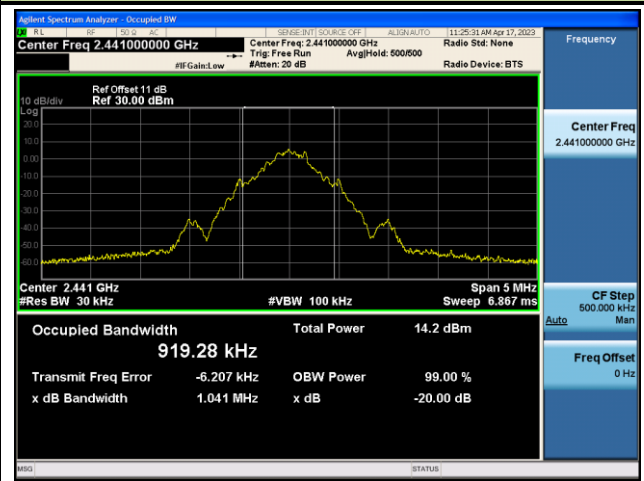 Agilent Spectrum Analyzer - Occupied BW
RL RF 50 Ω AC SENSE:INT SOURCE OFF ALIGN AUTO 11:25:31 AM Apr 17, 2023
Center Freq 2.441000000 GHz Center Freq: 2.441000000 GHz Radio Std: None Frequency
Trig: Free Run Avg|Hold: 500/500
#IFGain:Low #Atten: 20 dB Radio Device: BTS
Ref Offset 11 dB
10 dB/div Ref 30.00 dBm
Log
20.0
10.0
0.00
-10.0
-20.0
-30.0
-40.0
-50.0
-60.0
Center Freq
2.441000000 GHz
Center 2.441 GHz Span 5 MHz
#Res BW 30 kHz #VBW 100 kHz Sweep 6.867 ms
CF Step
500.000 kHz
Auto Man
Occupied Bandwidth Total Power 14.2 dBm
919.28 kHz
Freq Offset
0 Hz
Transmit Freq Error -6.207 kHz OBW Power 99.00 %
x dB Bandwidth 1.041 MHz x dB -20.00 dB
MSG STATUS